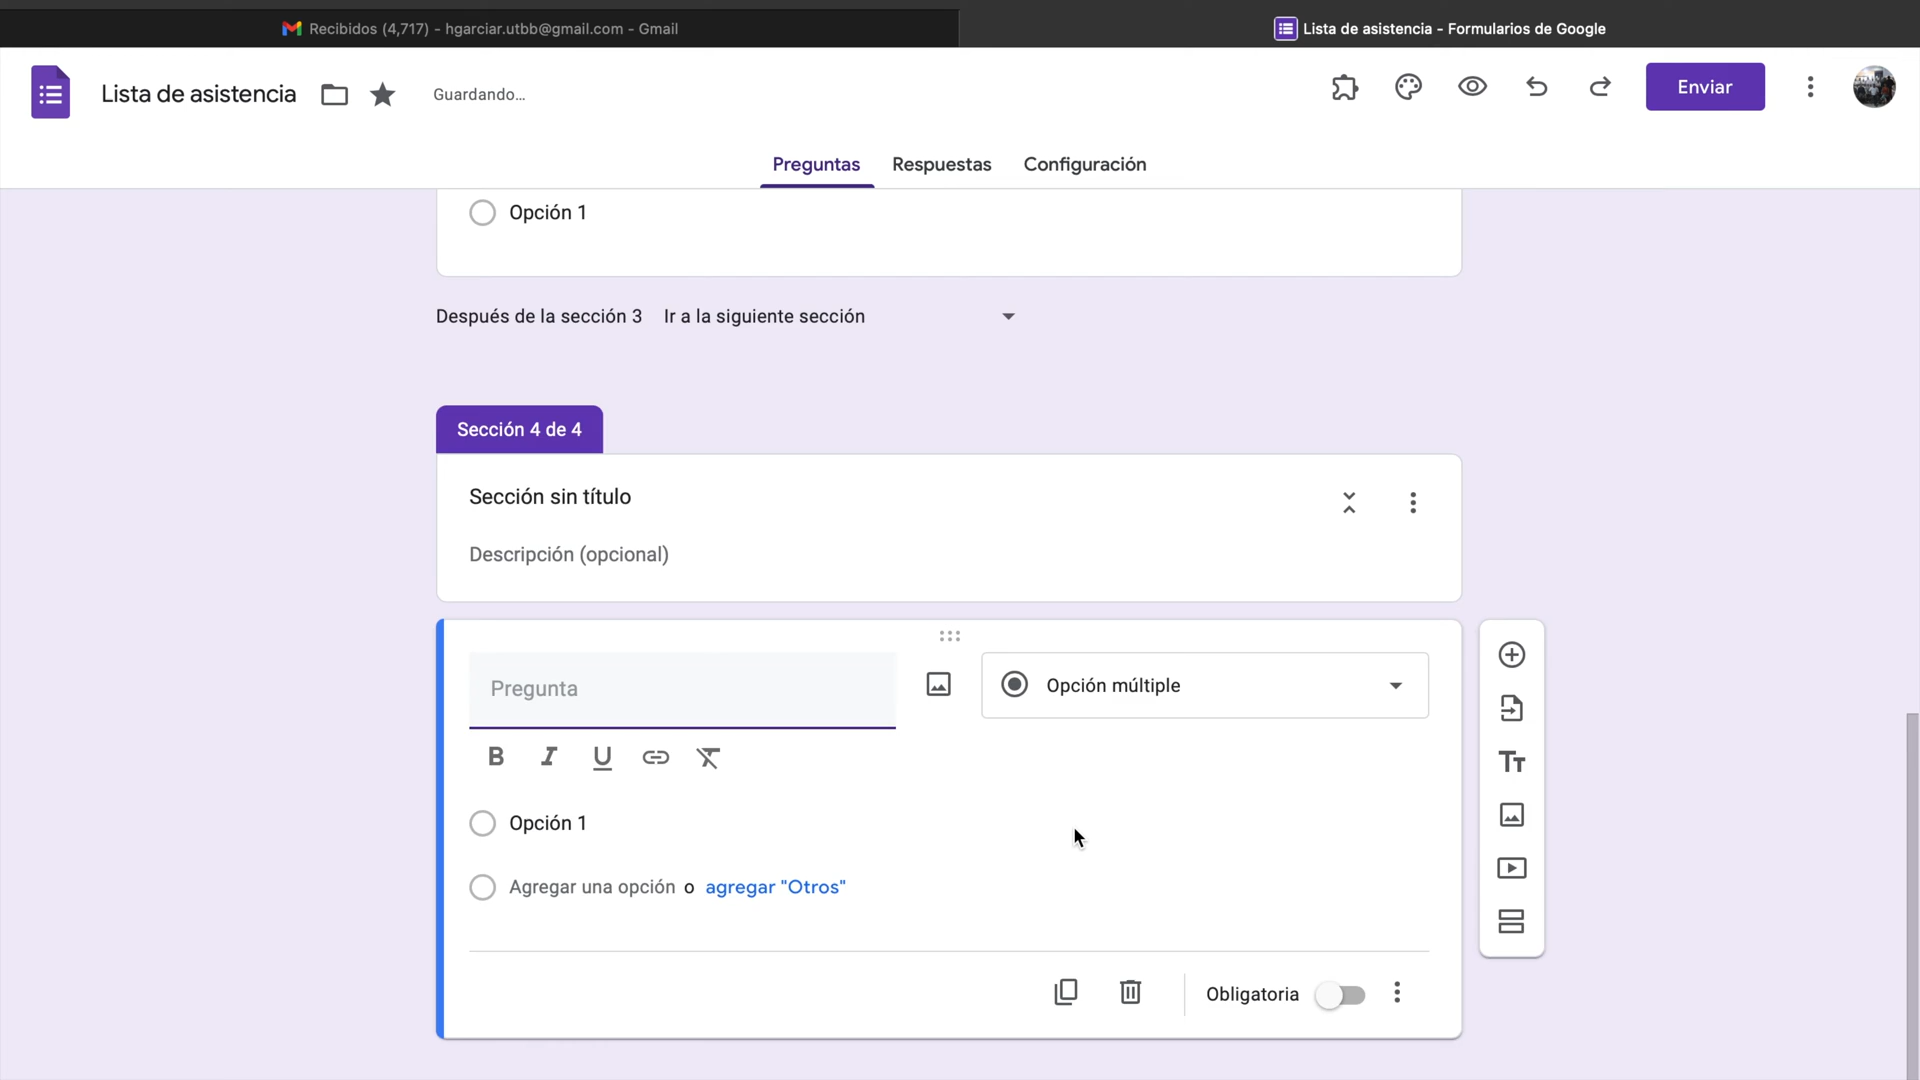 Recibidos (4,717) - hgarciar.utbb@gmail.com - Gmail
Lista de asistencia - Formularios de Google
Lista de asistencia
Guardando...
Enviar
Preguntas
Respuestas
Configuración
Opción 1
Después de la sección 3
Ir a la siguiente sección
Sección 4 de 4
Sección sin título
Descripción (opcional)
Pregunta
Opción múltiple
B I U
Opción 1
Agregar una opción o agregar "Otros"
Obligatoria